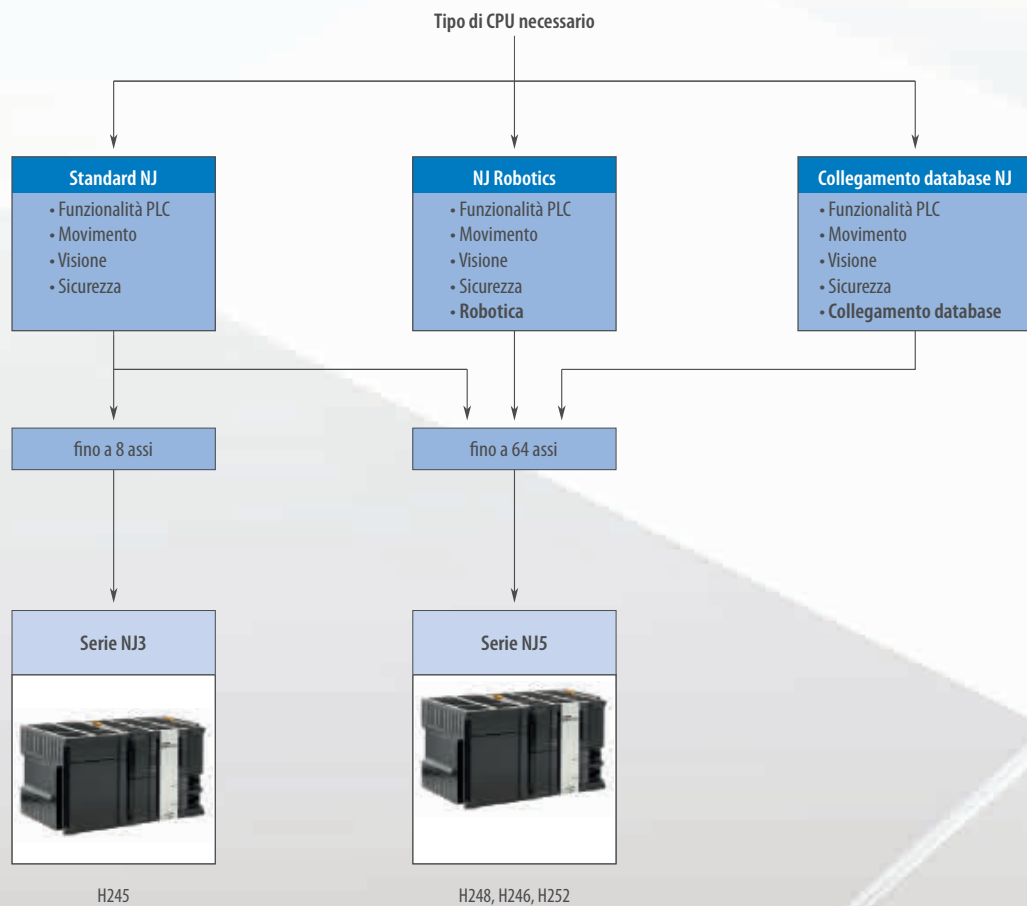 Tipo di CPU necessario
Standard NJ
• Funzionalità PLC
• Movimento
• Visione
• Sicurezza
NJ Robotics
• Funzionalità PLC
• Movimento
• Visione
• Sicurezza
• Robotica
Collegamento database NJ
• Funzionalità PLC
• Movimento
• Visione
• Sicurezza
• Collegamento database
fino a 8 assi
fino a 64 assi
Serie NJ3
Serie NJ5
H245
H248, H246, H252